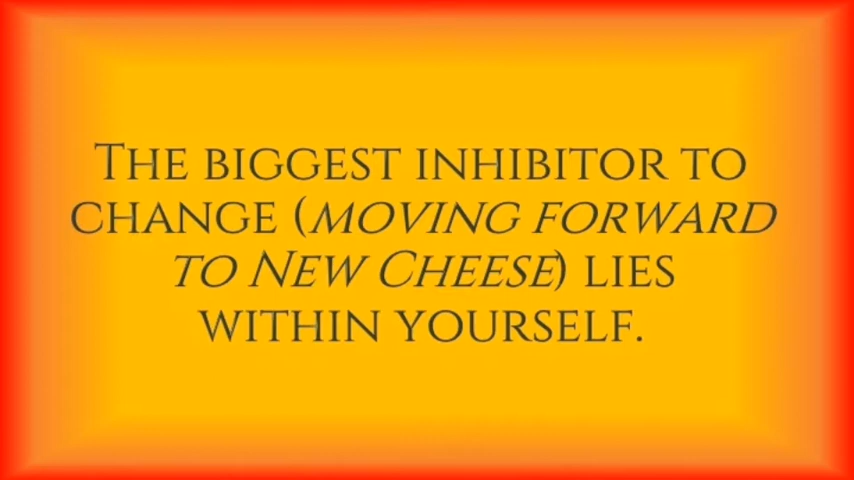 The biggest inhibitor to
change (moving forward
to New Cheese) lies
within yourself.